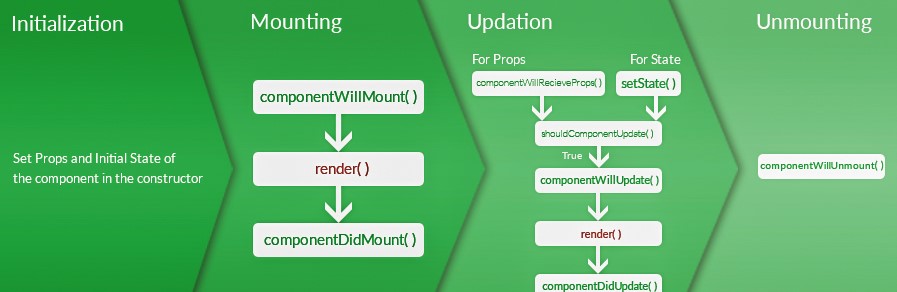 Initialization
Set Props and Initial State of
the component in the constructor
Mounting
componentWillMount( )
render( )
componentDidMount( )
Updation
For Props
For State
componentWillRecieveProps( )
setState( )
shouldComponentUpdate( )
True
componentWillUpdate( )
render( )
componentDidUpdate( )
Unmounting
componentWillUnmount( )